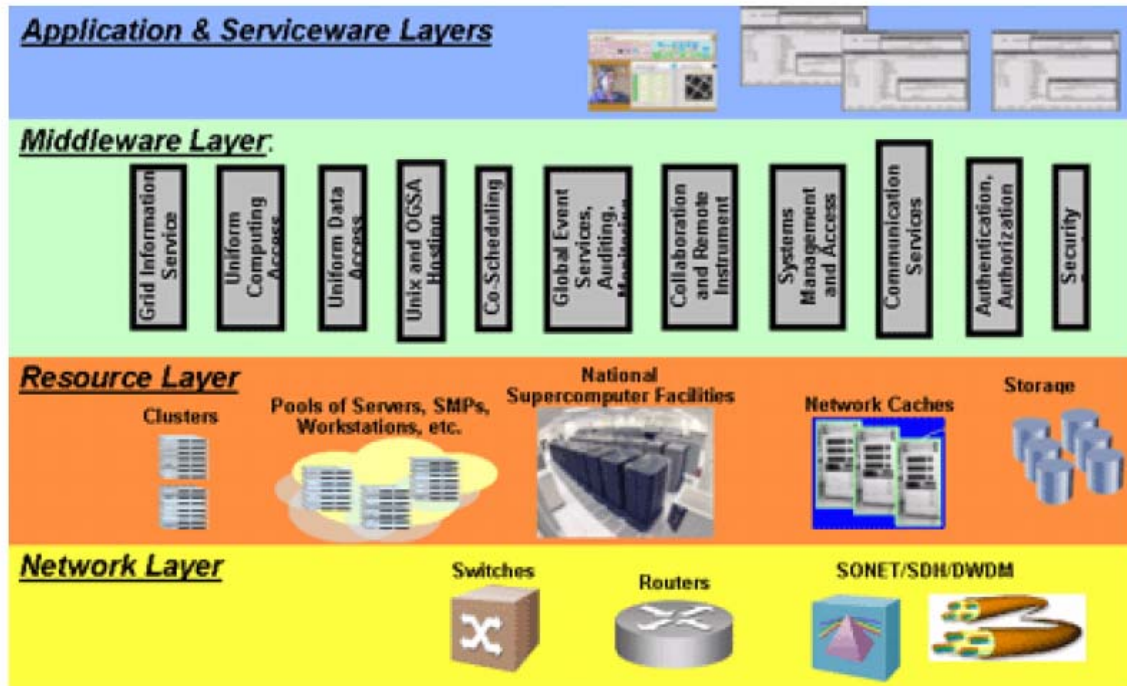 Application & Serviceware Layers
Middleware Layer:
Grid Information
Service
Uniform
Computing
Access
Uniform Data
Access
Unix and OGSA
Hosting
Co-Scheduling
Global Event
Services,
Auditing,
Monitoring
Collaboration
and Remote
Instrument
Systems
Management
and Access
Communication
Services
Authentication,
Authorization
Security
Resource Layer
Clusters
Pools of Servers, SMPs,
Workstations, etc.
National
Supercomputer Facilities
Network Caches
Storage
Network Layer
Switches
Routers
SONET/SDH/DWDM